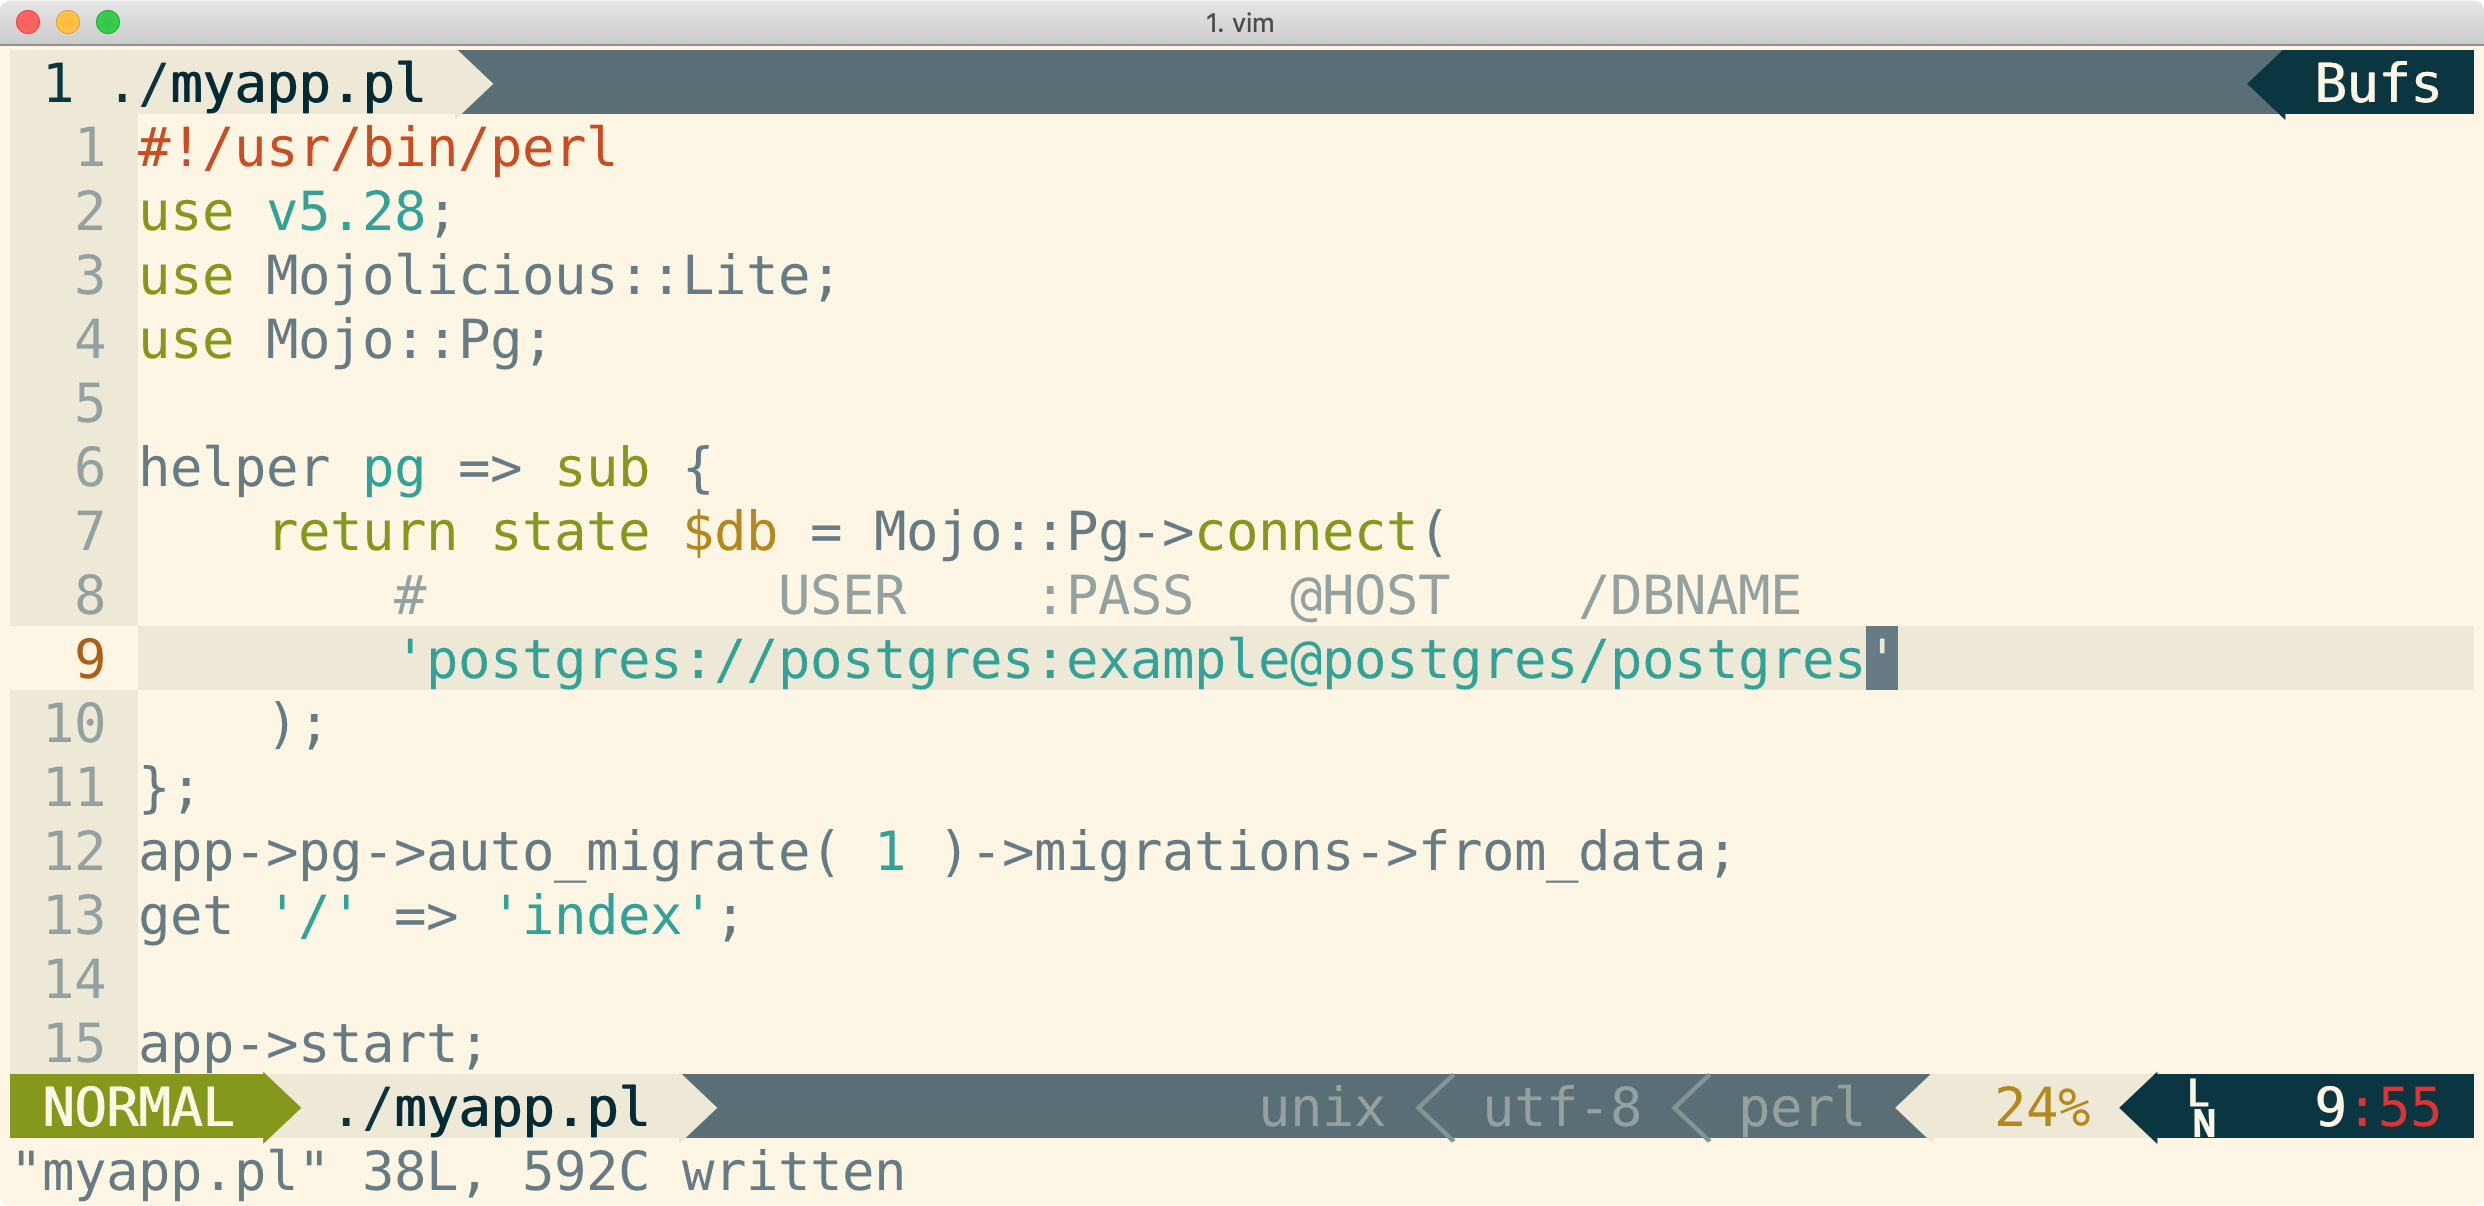 1. vim
1 ./myapp.pl Bufs
1 #!/usr/bin/perl
2 use v5.28;
3 use Mojolicious::Lite;
4 use Mojo::Pg;
5
6 helper pg => sub {
7     return state $db = Mojo::Pg->connect(
8         #           USER    :PASS   @HOST    /DBNAME
9         'postgres://postgres:example@postgres/postgres'
10     );
11 };
12 app->pg->auto_migrate( 1 )->migrations->from_data;
13 get '/' => 'index';
14
15 app->start;
NORMAL ./myapp.pl unix utf-8 perl 24% LN 9:55
"myapp.pl" 38L, 592C written